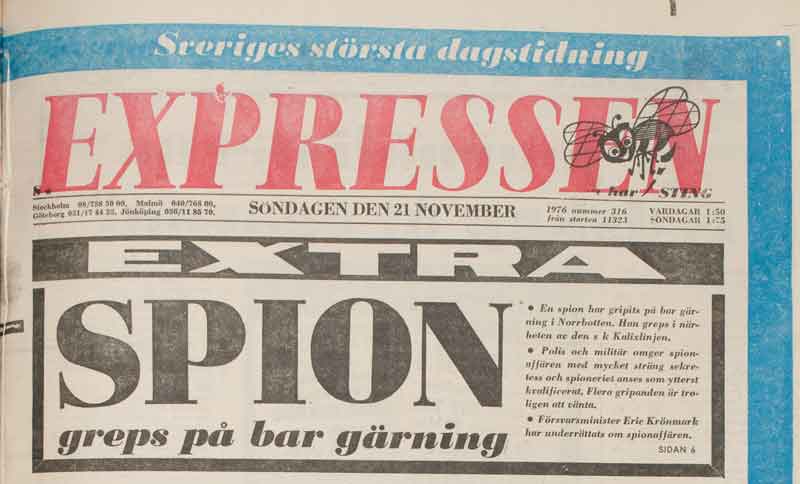 Sveriges största dagstidning
EXPRESSEN
har STING
Stockholm 08/738 30 00, Malmö 040/768 00,
Göteborg 031/17 44 55, Jönköping 036/11 85 70.
SÖNDAGEN DEN 21 NOVEMBER
1976 nummer 316
från starten 11323
VARDAGAR 1:50
SÖNDAGAR 1:75
EXTRA
SPION
greps på bar gärning
• En spion har gripits på bar gär-
ning i Norrbotten. Han greps i när-
heten av den s k Kalixlinjen.
• Polis och militär omger spion-
affären med mycket sträng sekre-
tess och spioneriet anses som ytterst
kvalificerat. Flera gripanden är tro-
ligen att vänta.
• Försvarsminister Eric Krönmark
har underrättats om spionaffären.
SIDAN 6